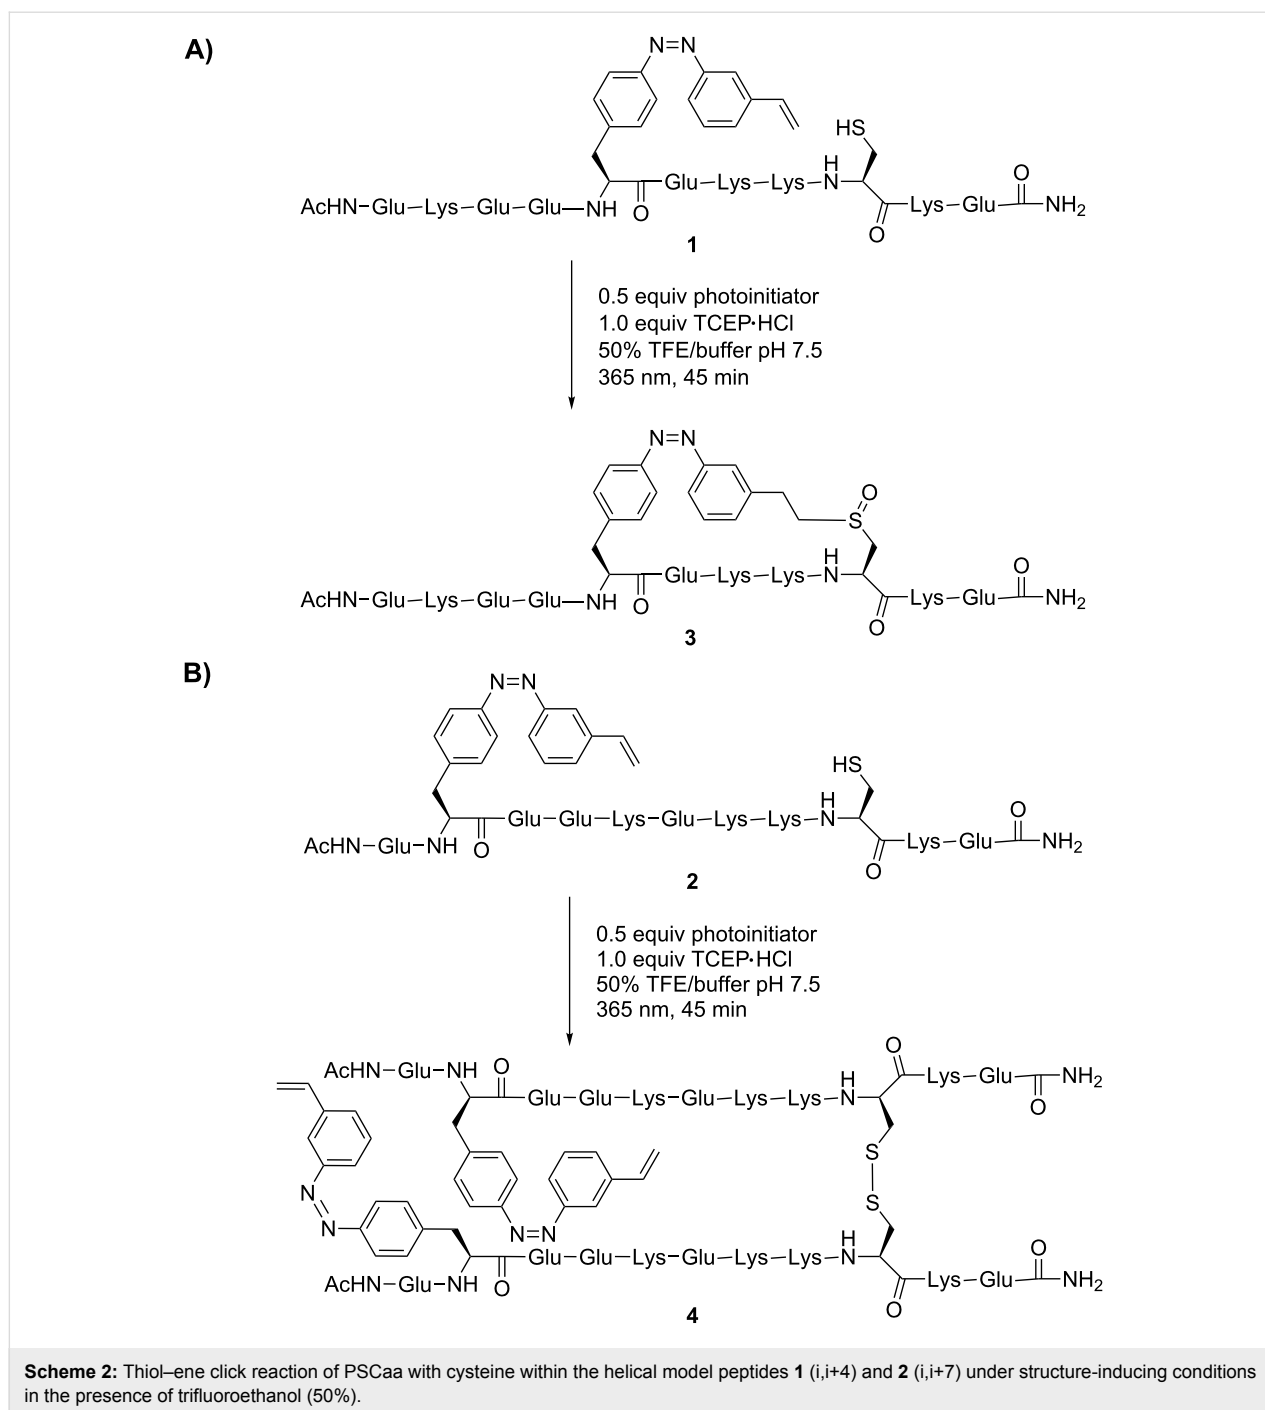 A)
N=N
HS
H
O
AcHN–Glu–Lys–Glu–Glu–NH O Glu–Lys–Lys–N O Lys–Glu NH2
1
0.5 equiv photoinitiator
1.0 equiv TCEP·HCl
50% TFE/buffer pH 7.5
365 nm, 45 min
N=N
O
S
H
O
AcHN–Glu–Lys–Glu–Glu–NH O Glu–Lys–Lys–N O Lys–Glu NH2
3
B)
N=N
HS
H
O
AcHN–Glu–NH O Glu–Glu–Lys–Glu–Lys–Lys–N O Lys–Glu NH2
2
0.5 equiv photoinitiator
1.0 equiv TCEP·HCl
50% TFE/buffer pH 7.5
365 nm, 45 min
O
AcHN–Glu–NH O Glu–Glu–Lys–Glu–Lys–Lys–N H Lys–Glu NH2
O
S
S
N=N
N=N
H
O
AcHN–Glu–NH O Glu–Glu–Lys–Glu–Lys–Lys–N O Lys–Glu NH2
4
Scheme 2: Thiol–ene click reaction of PSCaa with cysteine within the helical model peptides 1 (i,i+4) and 2 (i,i+7) under structure-inducing conditions
in the presence of trifluoroethanol (50%).